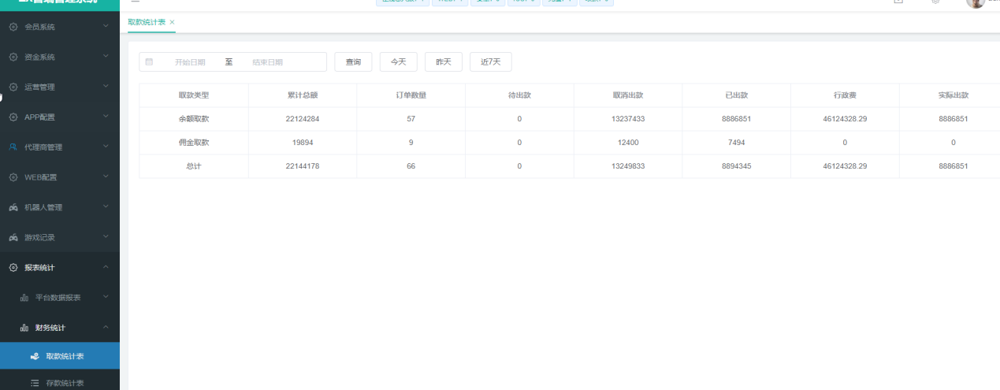 取款统计表 ×
会员系统
资金系统
运营管理
APP配置
代理商管理
WEB配置
机器人管理
游戏记录
报表统计
平台数据报表
财务统计
取款统计表
存款统计表
开始日期 至 结束日期 查询 今天 昨天 近7天
取款类型 累计总额 订单数量 待出款 取消出款 已出款 行政费 实际出款
余额取款 22124284 57 0 13237433 8886851 46124328.29 8886851
佣金取款 19894 9 0 12400 7494 0 0
总计 22144178 66 0 13249833 8894345 46124328.29 8886851